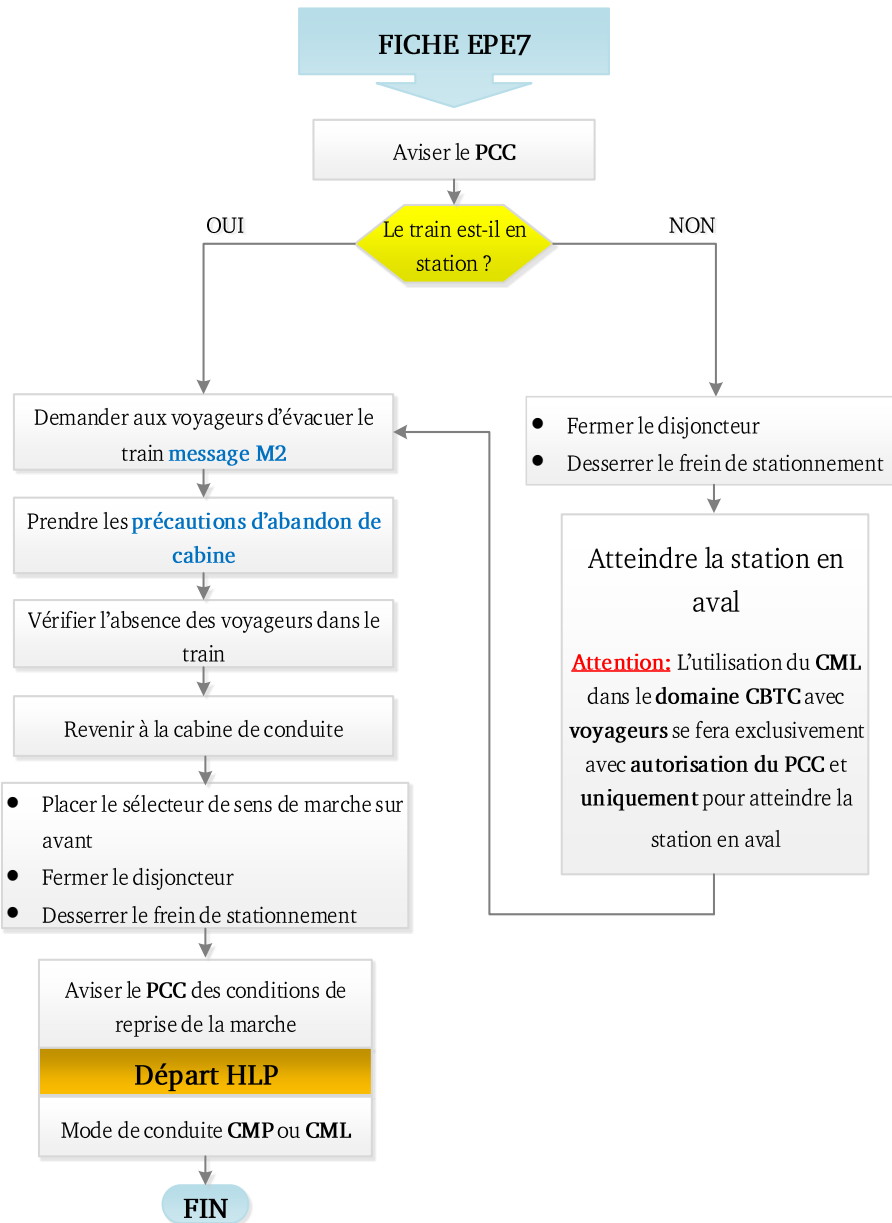 FICHE EPE7
Aviser le PCC
Le train est-il en
station ?
OUI
NON
Demander aux voyageurs d’évacuer le
train message M2
Prendre les précautions d’abandon de
cabine
Vérifier l’absence des voyageurs dans le
train
Revenir à la cabine de conduite
• Placer le sélecteur de sens de marche sur
avant
• Fermer le disjoncteur
• Desserrer le frein de stationnement
Aviser le PCC des conditions de
reprise de la marche
Départ HLP
Mode de conduite CMP ou CML
FIN
• Fermer le disjoncteur
• Desserrer le frein de stationnement
Atteindre la station en
aval
Attention: L’utilisation du CML
dans le domaine CBTC avec
voyageurs se fera exclusivement
avec autorisation du PCC et
uniquement pour atteindre la
station en aval